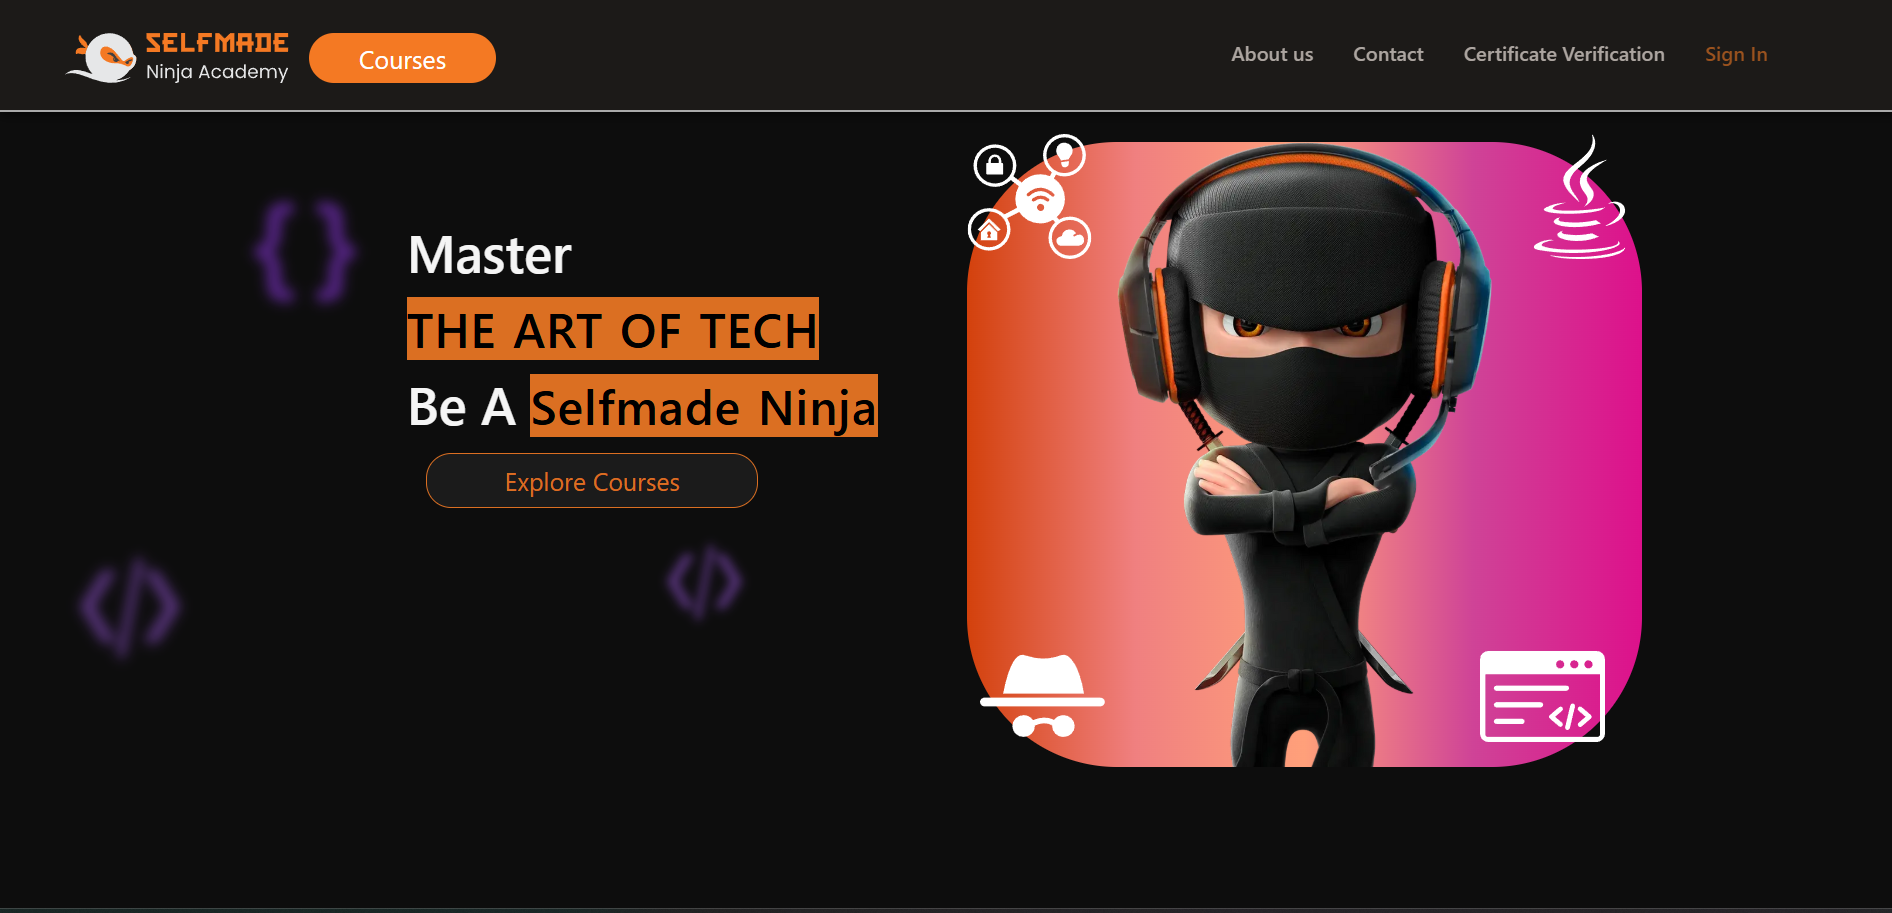 SELFMADE
Ninja Academy
Courses
About us
Contact
Certificate Verification
Sign In
Master
THE ART OF TECH
Be A Selfmade Ninja
Explore Courses